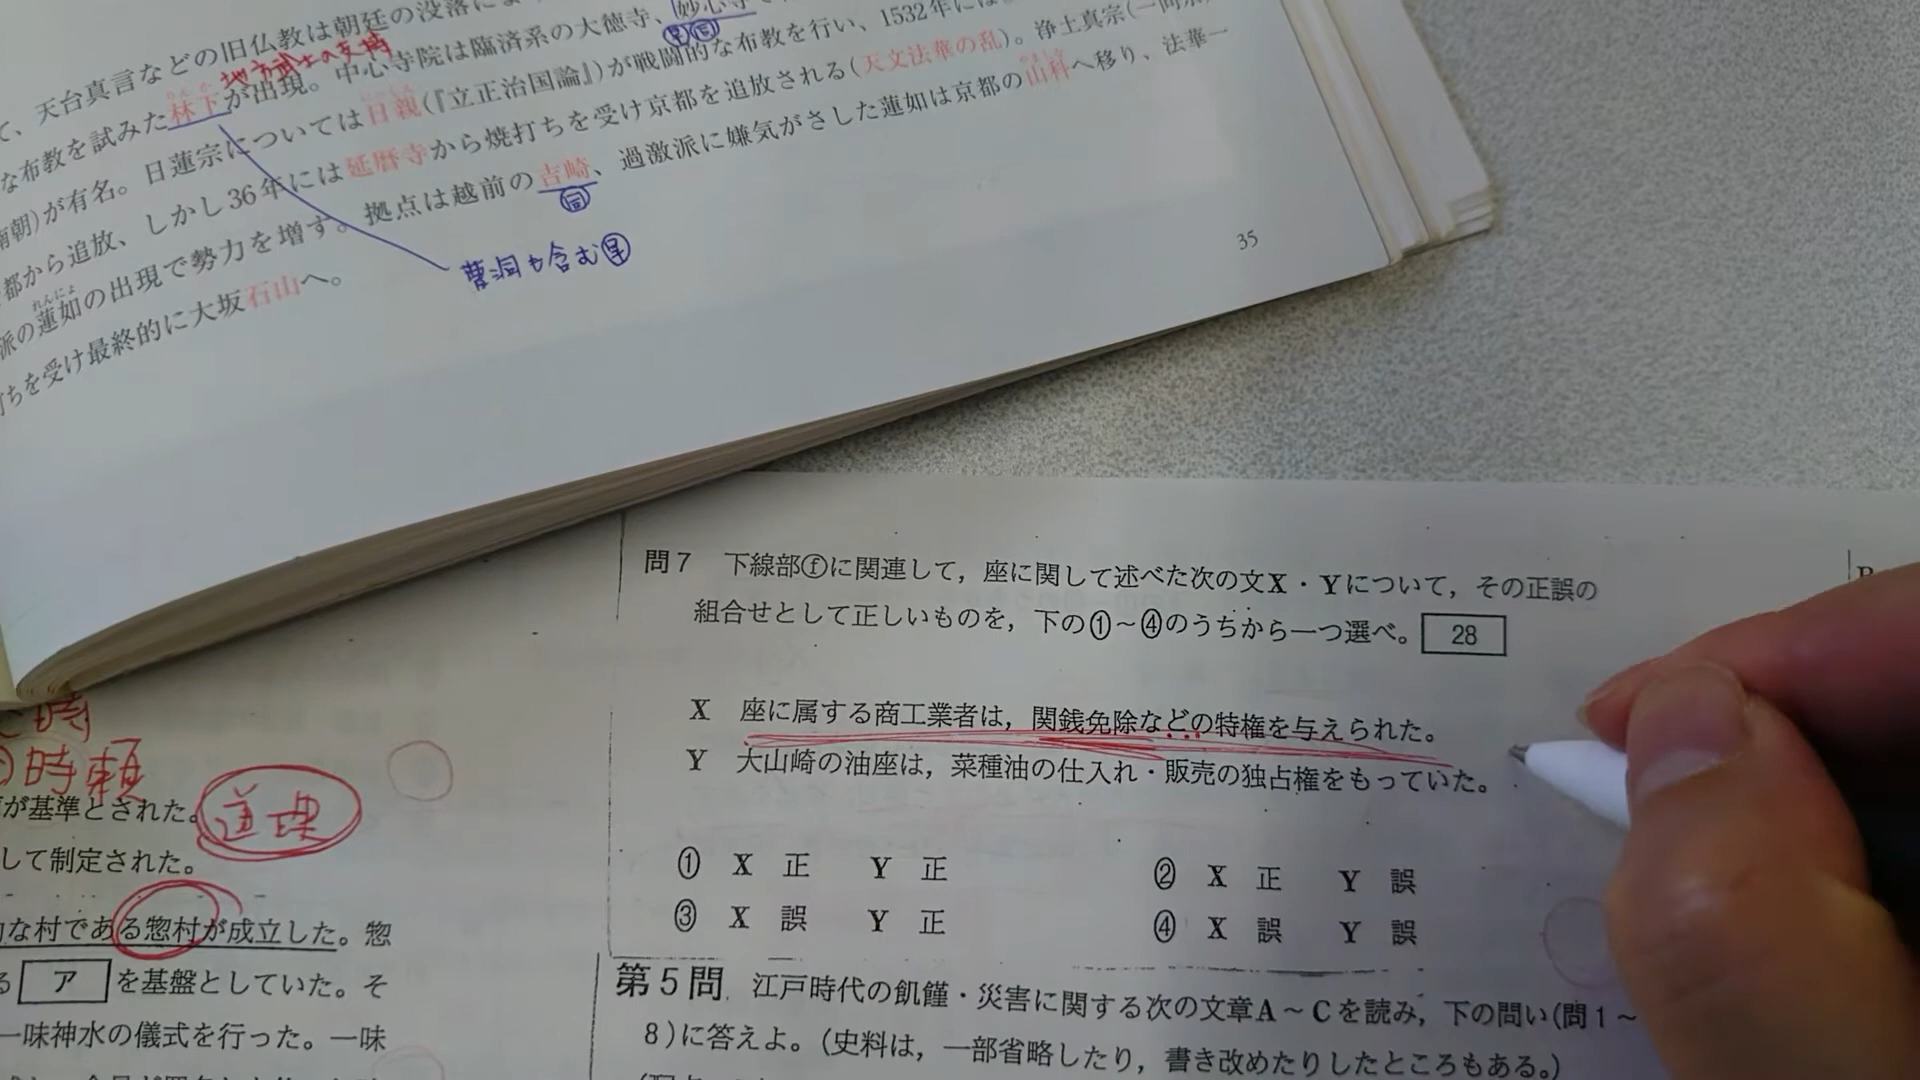 、天台真言などの旧仏教は朝廷の没落によ
地方武士の支持
な布教を試みた林下が出現。中心寺院は臨済系の大徳寺、妙心寺
早同
朝)が有名。日蓮宗については日親(『立正治国論』)が戦闘的な布教を行い、1532年には
都から追放、しかし36年には延暦寺から焼打ちを受け京都を追放される(天文法華の乱)。浄土真宗(一向宗
派の蓮如の出現で勢力を増す。拠点は越前の吉崎、過激派に嫌気がさした蓮如は京都の山科へ移り、法華一
れんにょ
同
ちを受け最終的に大坂石山へ。
曹洞も含む早
35
問7 下線部ⓕに関連して，座に関して述べた次の文X・Yについて，その正誤の
組合せとして正しいものを，下の①～④のうちから一つ選べ。 28
X 座に属する商工業者は，関銭免除などの特権を与えられた。
Y 大山崎の油座は，菜種油の仕入れ・販売の独占権をもっていた。
① X 正 Y 正 ② X 正 Y 誤
③ X 誤 Y 正 ④ X 誤 Y 誤
第5問 江戸時代の飢饉・災害に関する次の文章A～Cを読み，下の問い(問1～
8)に答えよ。(史料は，一部省略したり，書き改めたりしたところもある。)
時
時頼
が基準とされた。
道理
して制定された。
な村である惣村が成立した。惣
る ア を基盤としていた。そ
一味神水の儀式を行った。一味